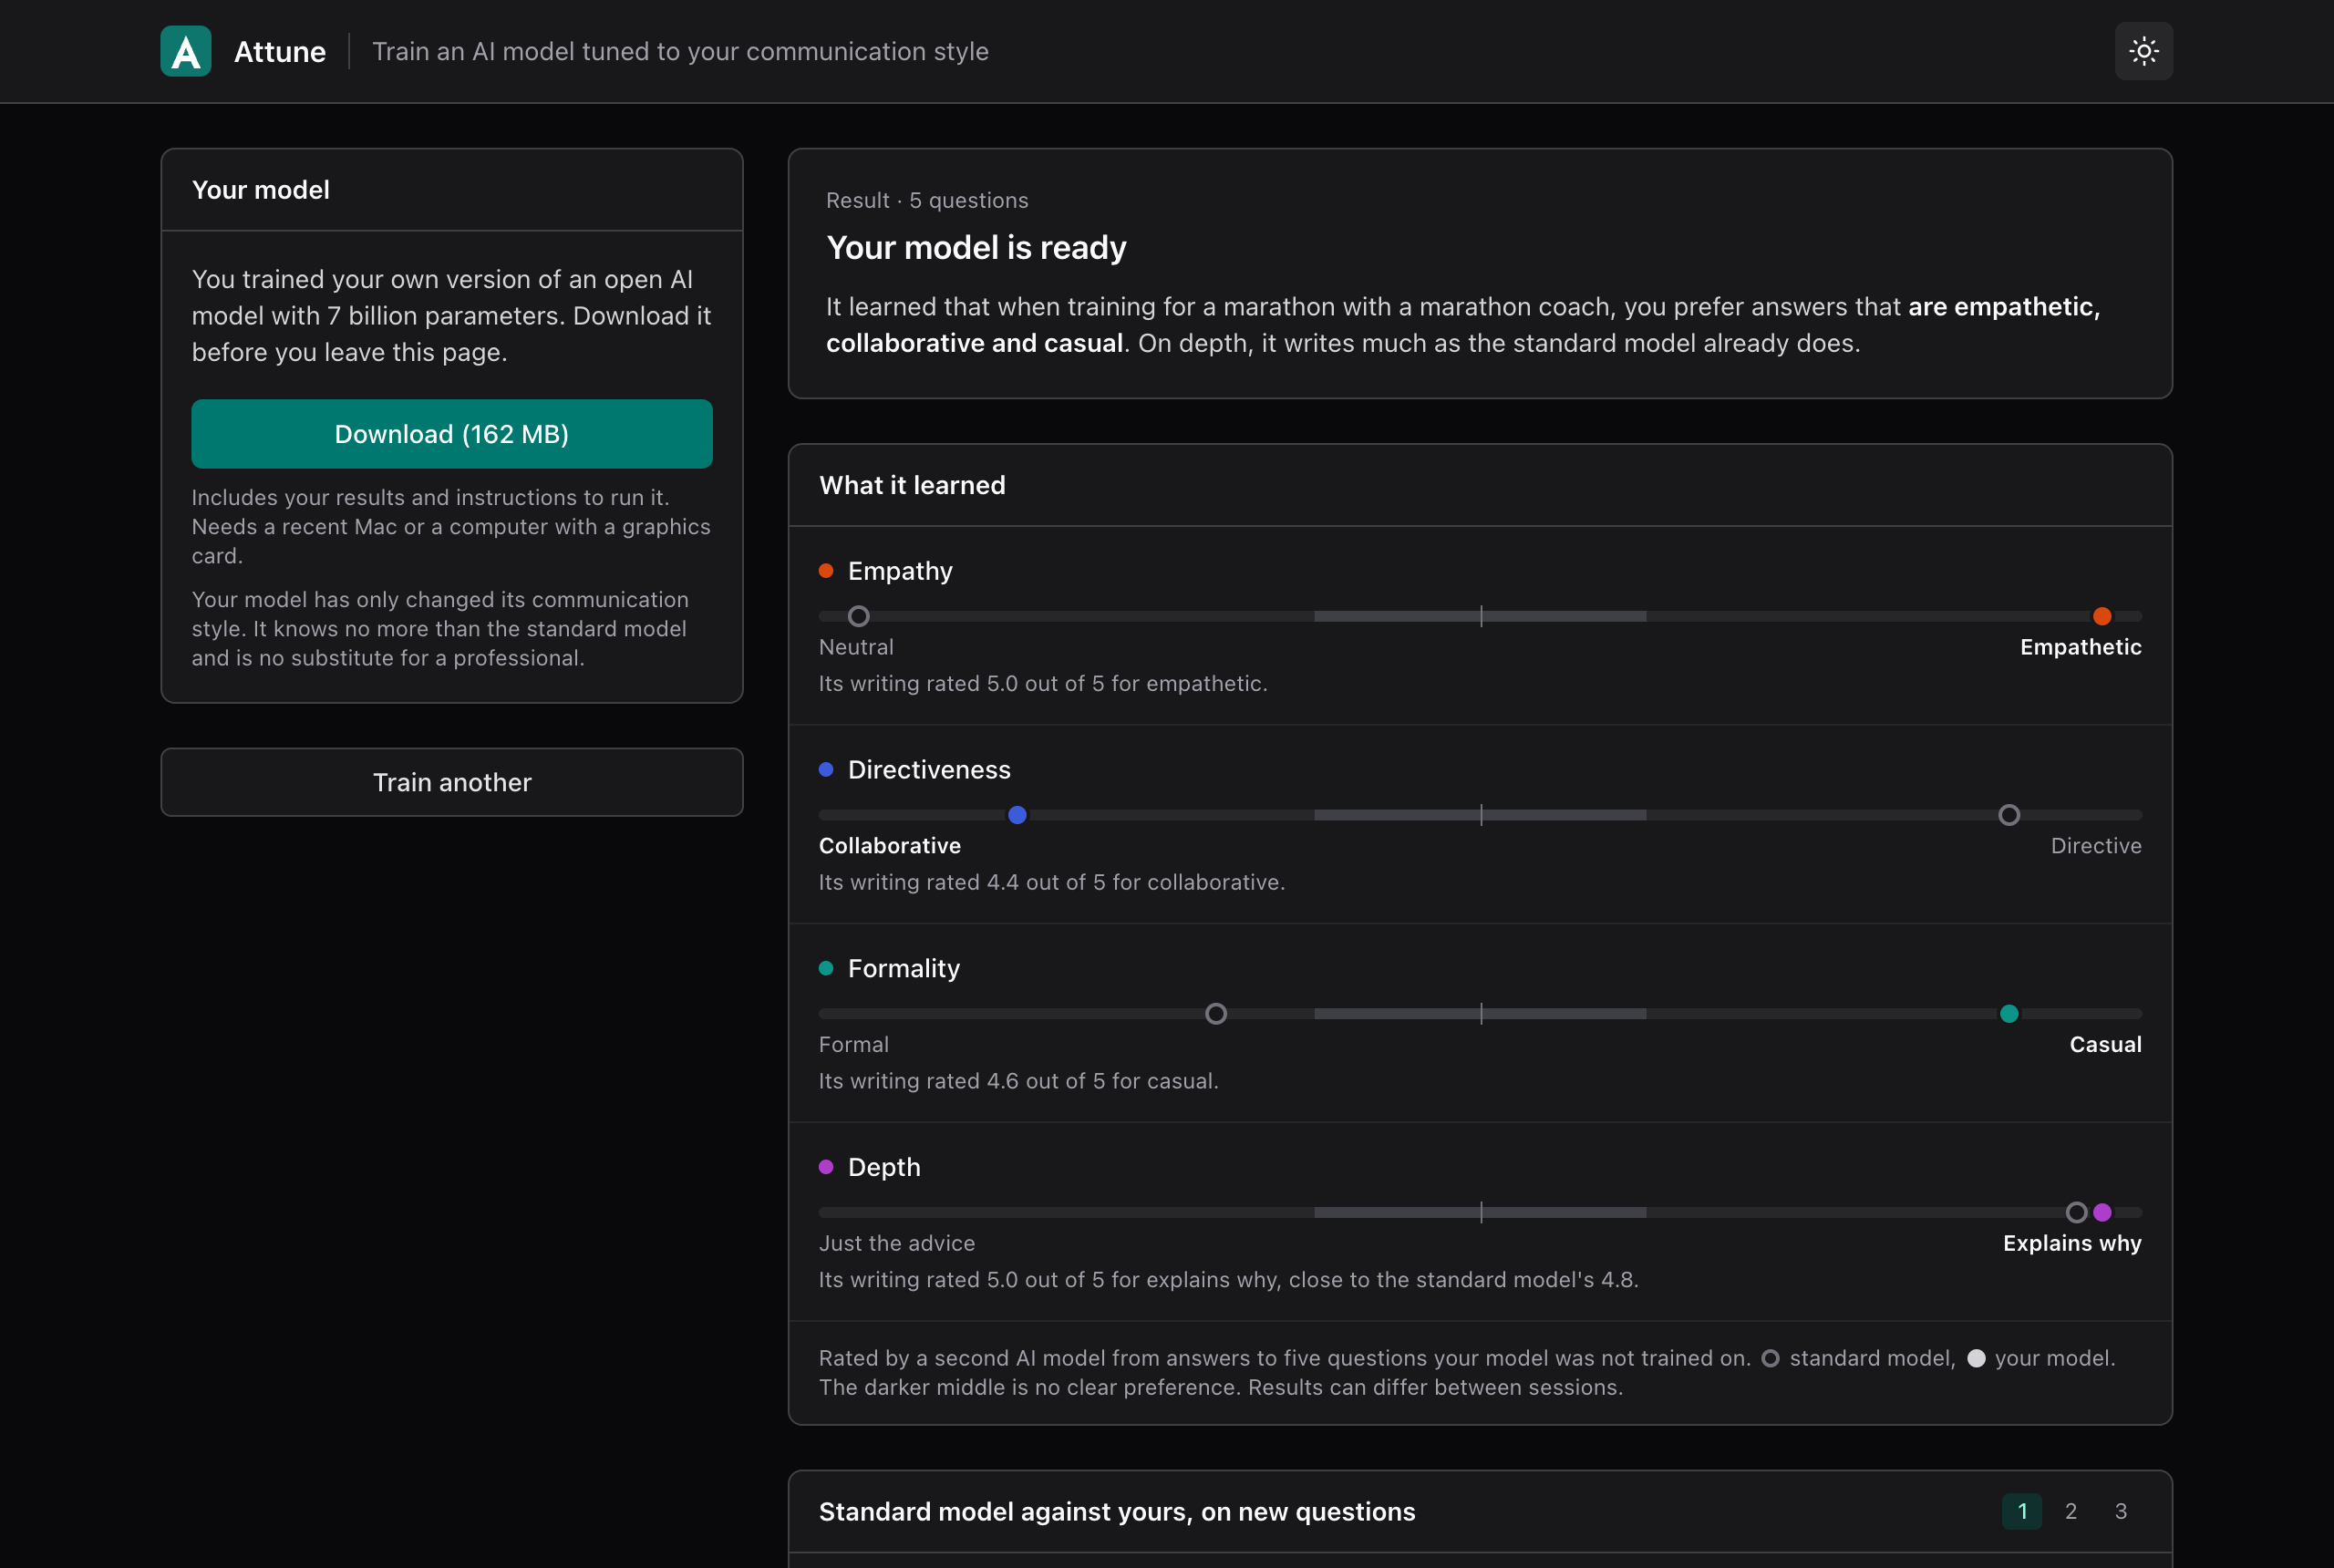 A
Attune
Train an AI model tuned to your communication style
Your model
You trained your own version of an open AI
model with 7 billion parameters. Download it
before you leave this page.
Download (162 MB)
Includes your results and instructions to run it.
Needs a recent Mac or a computer with a graphics
card.
Your model has only changed its communication
style. It knows no more than the standard model
and is no substitute for a professional.
Train another
Result · 5 questions
Your model is ready
It learned that when training for a marathon with a marathon coach, you prefer answers that are empathetic,
collaborative and casual. On depth, it writes much as the standard model already does.
What it learned
Empathy
Neutral
Empathetic
Its writing rated 5.0 out of 5 for empathetic.
Directiveness
Collaborative
Directive
Its writing rated 4.4 out of 5 for collaborative.
Formality
Formal
Casual
Its writing rated 4.6 out of 5 for casual.
Depth
Just the advice
Explains why
Its writing rated 5.0 out of 5 for explains why, close to the standard model's 4.8.
Rated by a second AI model from answers to five questions your model was not trained on. standard model, your model.
The darker middle is no clear preference. Results can differ between sessions.
Standard model against yours, on new questions
1 2 3